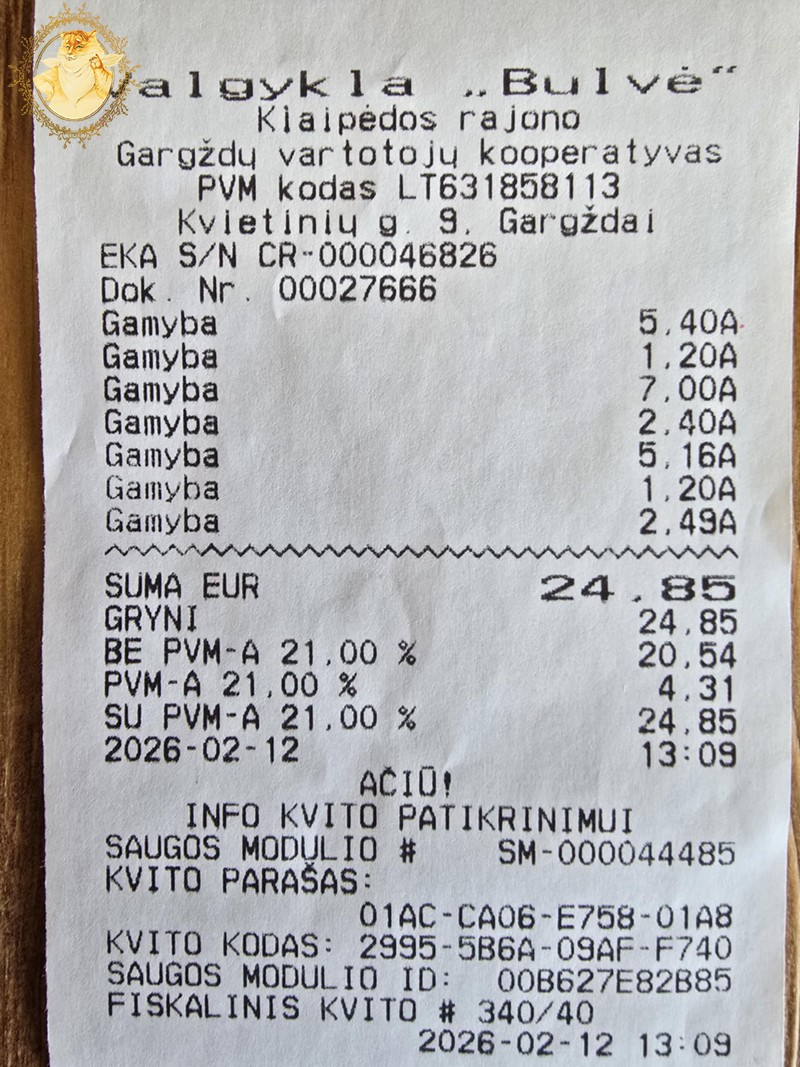 Valgykla „Bulvė“
Klaipėdos rajono
Gargždų vartotojų kooperatyvas
PVM kodas LT631858113
Kvietinių g. 9, Gargždai
EKA S/N CR-000046826
Dok. Nr. 00027666
Gamyba 5,40A
Gamyba 1,20A
Gamyba 7,00A
Gamyba 2,40A
Gamyba 5,16A
Gamyba 1,20A
Gamyba 2,49A
SUMA EUR 24,85
GRYNI 24,85
BE PVM-A 21,00 % 20,54
PVM-A 21,00 % 4,31
SU PVM-A 21,00 % 24,85
2026-02-12 13:09
AČIŪ!
INFO KVITO PATIKRINIMUI
SAUGOS MODULIO # SM-000044485
KVITO PARAŠAS:
01AC-CA06-E758-01A8
KVITO KODAS: 2995-5B6A-09AF-F740
SAUGOS MODULIO ID: 00B627E82B85
FISKALINIS KVITO # 340/40
2026-02-12 13:09